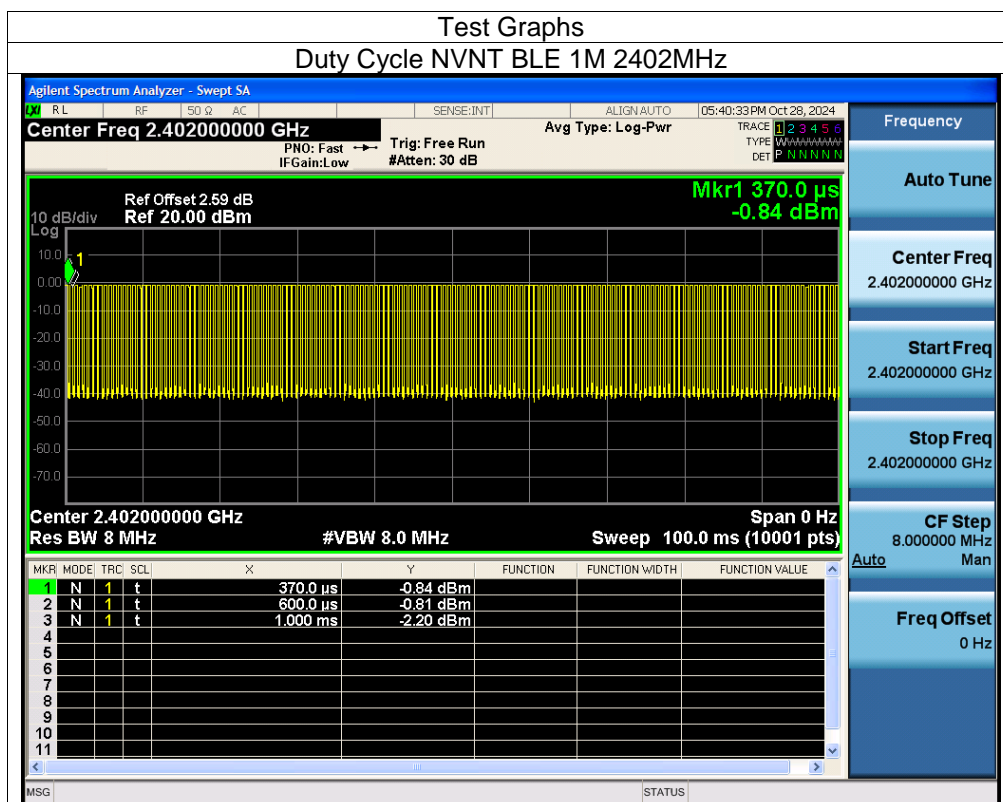 Test Graphs
Duty Cycle NVNT BLE 1M 2402MHz
Agilent Spectrum Analyzer - Swept SA
LXI RL RF 50 Ω AC SENSE:INT ALIGN AUTO 05:40:33 PM Oct 28, 2024
Center Freq 2.402000000 GHz Avg Type: Log-Pwr TRACE 1 2 3 4 5 6
PNO: Fast Trig: Free Run TYPE WWWWWW
IFGain:Low #Atten: 30 dB DET P N N N N N
Frequency
Auto Tune
Center Freq
2.402000000 GHz
Start Freq
2.402000000 GHz
Stop Freq
2.402000000 GHz
CF Step
8.000000 MHz
Auto Man
Freq Offset
0 Hz
Mkr1 370.0 µs
-0.84 dBm
Ref Offset 2.59 dB
10 dB/div Ref 20.00 dBm
Log
10.0
1
0.00
-10.0
-20.0
-30.0
-40.0
-50.0
-60.0
-70.0
Center 2.402000000 GHz Span 0 Hz
Res BW 8 MHz #VBW 8.0 MHz Sweep 100.0 ms (10001 pts)
MKR MODE TRC SCL X Y FUNCTION FUNCTION WIDTH FUNCTION VALUE
1 N 1 t 370.0 µs -0.84 dBm
2 N 1 t 600.0 µs -0.81 dBm
3 N 1 t 1.000 ms -2.20 dBm
4
5
6
7
8
9
10
11
MSG STATUS